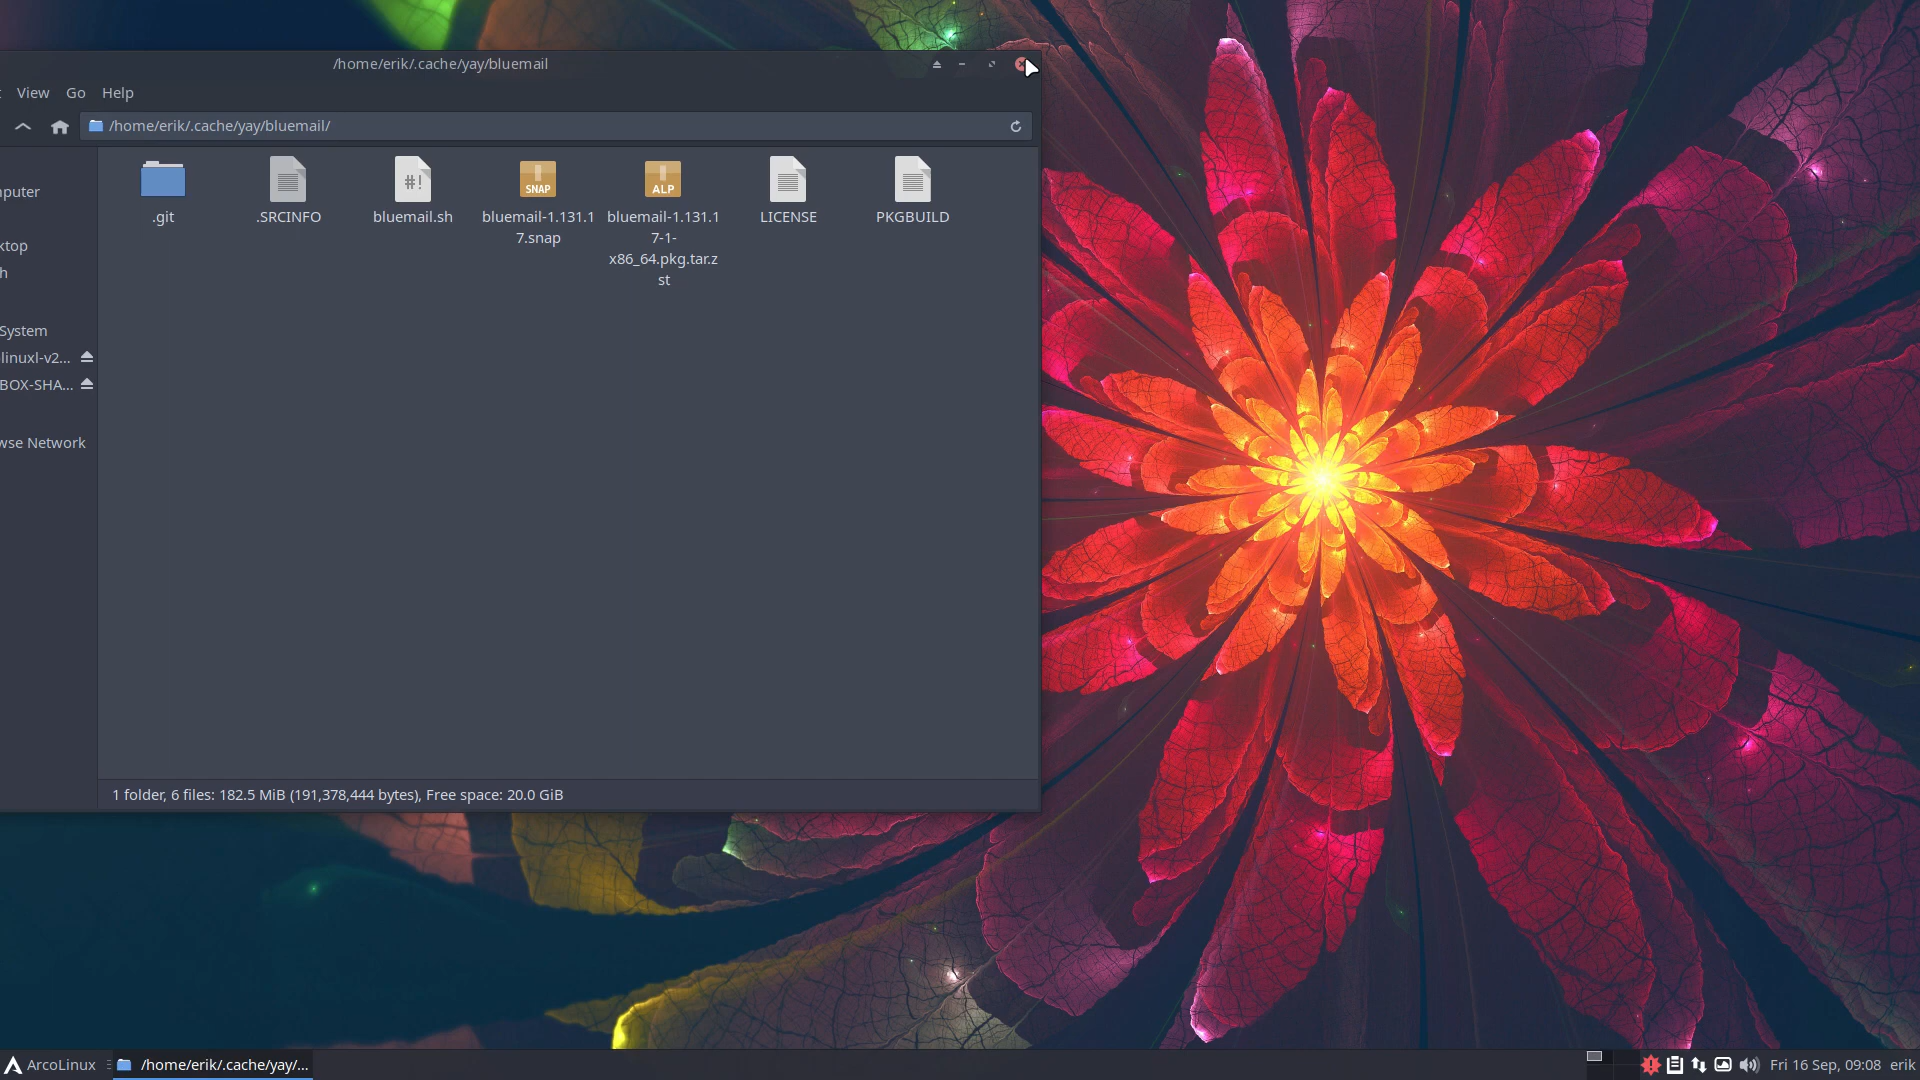 /home/erik/.cache/yay/bluemail
View Go Help
/home/erik/.cache/yay/bluemail/
.git
.SRCINFO
#!
bluemail.sh
SNAP
bluemail-1.131.1
7.snap
ALP
bluemail-1.131.1
7-1-
x86_64.pkg.tar.z
st
LICENSE
PKGBUILD
puter
ktop
h
System
linuxl-v2...
BOX-SHA...
wse Network
1 folder, 6 files: 182.5 MiB (191,378,444 bytes), Free space: 20.0 GiB
ArcoLinux
/home/erik/.cache/yay/...
Fri 16 Sep, 09:08 erik